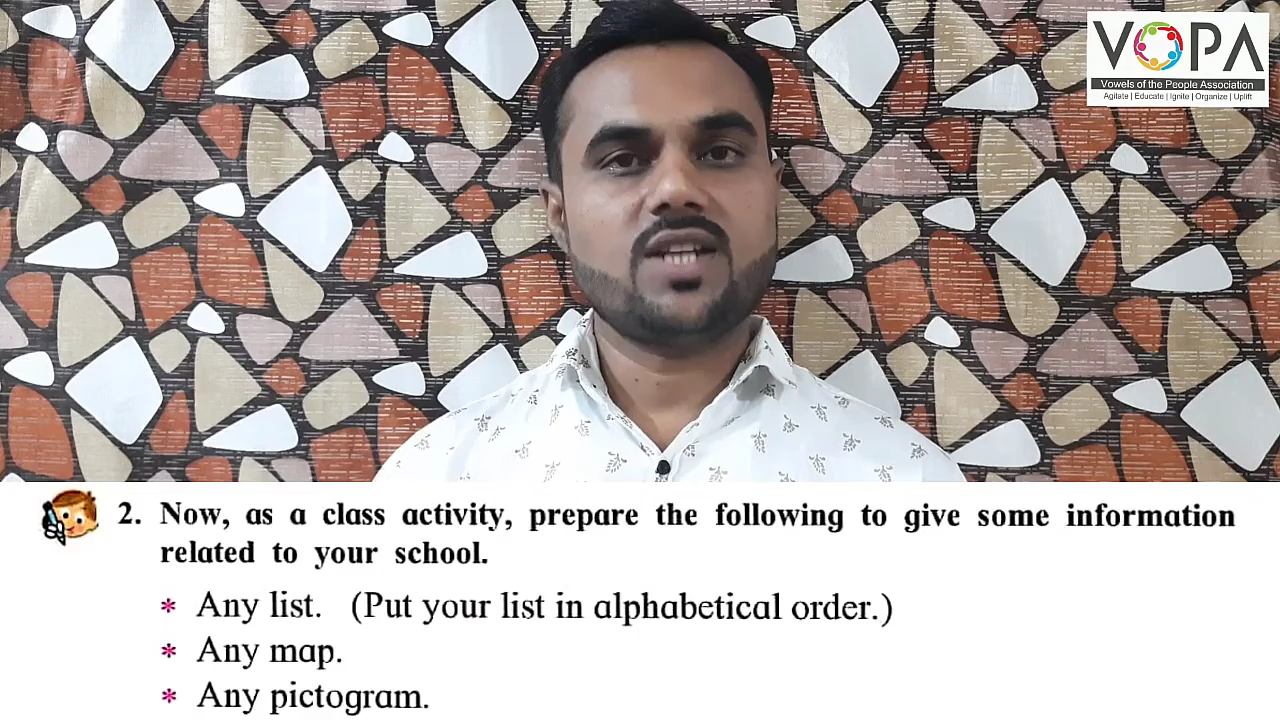 VOPA
Vowels of the People Association
Agitate | Educate | Ignite | Organize | Uplift
2. Now, as a class activity, prepare the following to give some information
related to your school.
* Any list. (Put your list in alphabetical order.)
* Any map.
* Any pictogram.